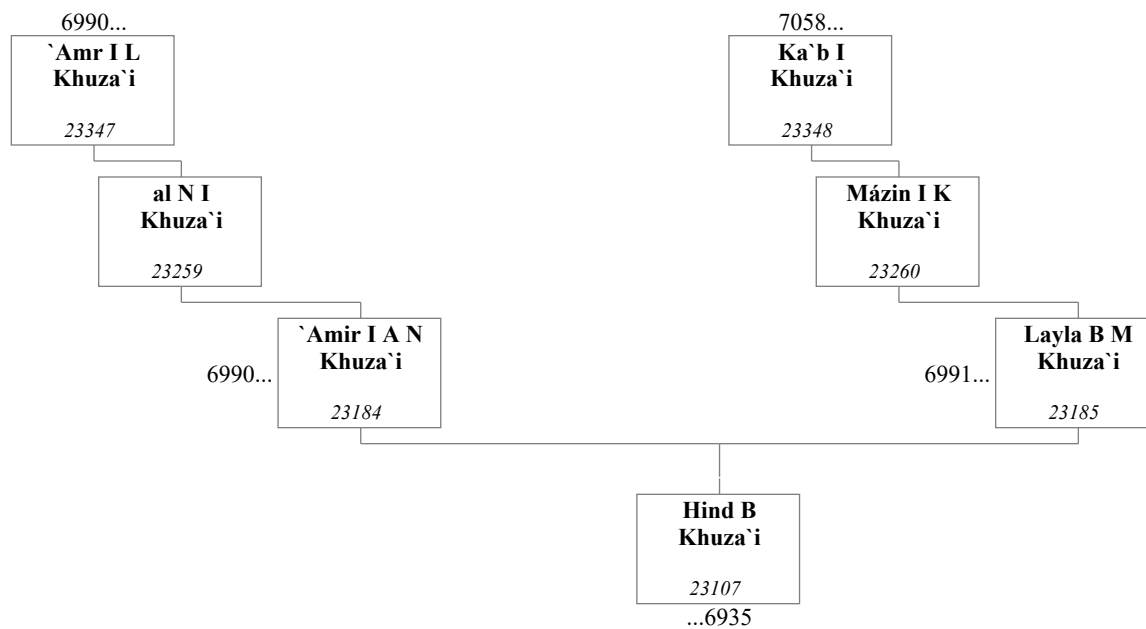 6990...
`Amr I L
Khuza`i
23347
7058...
Ka`b I
Khuza`i
23348
al N I
Khuza`i
23259
Mázin I K
Khuza`i
23260
6990...
`Amir I A N
Khuza`i
23184
6991...
Layla B M
Khuza`i
23185
Hind B
Khuza`i
23107
...6935